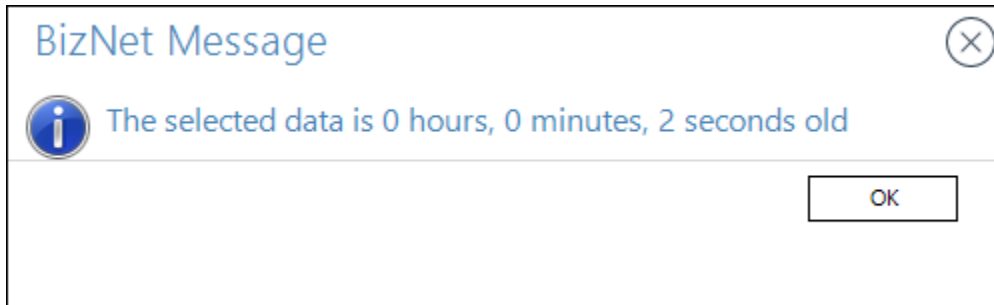 BizNet Message
The selected data is 0 hours, 0 minutes, 2 seconds old
OK